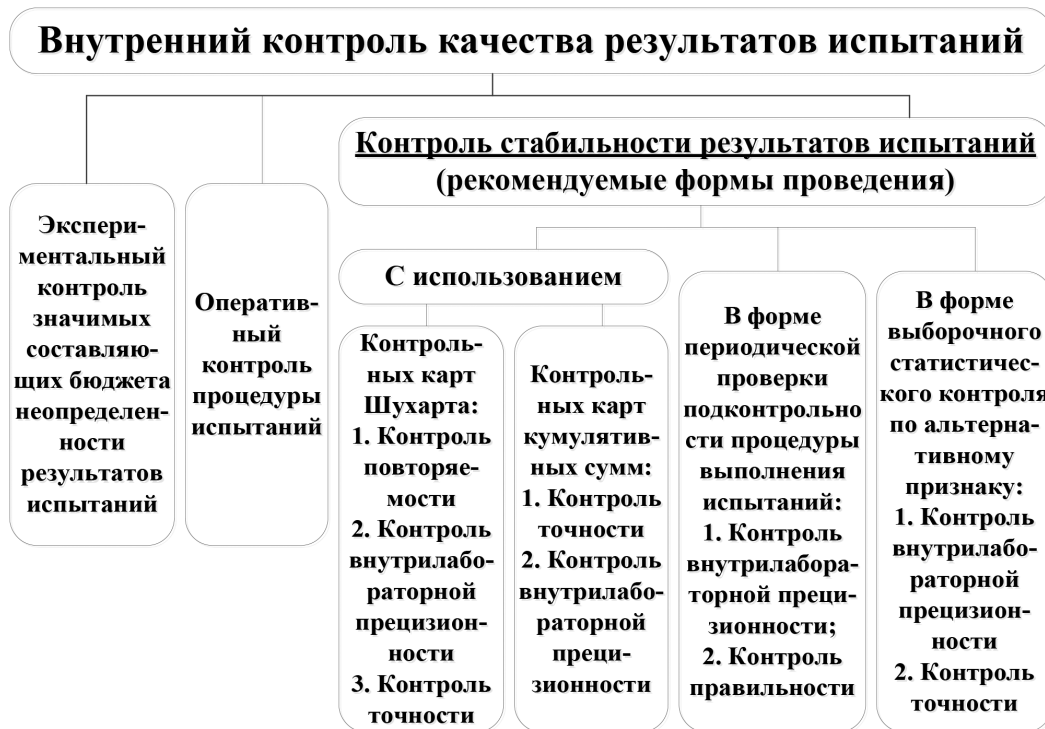 Внутренний контроль качества результатов испытаний
Контроль стабильности результатов испытаний
(рекомендуемые формы проведения)
Экспери-
ментальный
контроль
значимых
составляю-
щих бюджета
неопределен-
ности
результатов
испытаний
Оператив-
ный
контроль
процедуры
испытаний
С использованием
Контроль-
ных карт
Шухарта:
1. Контроль
повторяе-
мости
2. Контроль
внутрилабо-
раторной
прецизион-
ности
3. Контроль
точности
Контроль-
ных карт
кумулятив-
ных сумм:
1. Контроль
точности
2. Контроль
внутрилабо-
раторной
преци-
зионности
В форме
периодической
проверки
подконтрольно
сти процедуры
выполнения
испытаний:
1. Контроль
внутрилабора-
торной преци-
зионности;
2. Контроль
правильности
В форме
выборочного
статистичес-
кого контроля
по альтерна-
тивному
признаку:
1. Контроль
внутрилабо-
раторной
прецизион-
ности
2. Контроль
точности